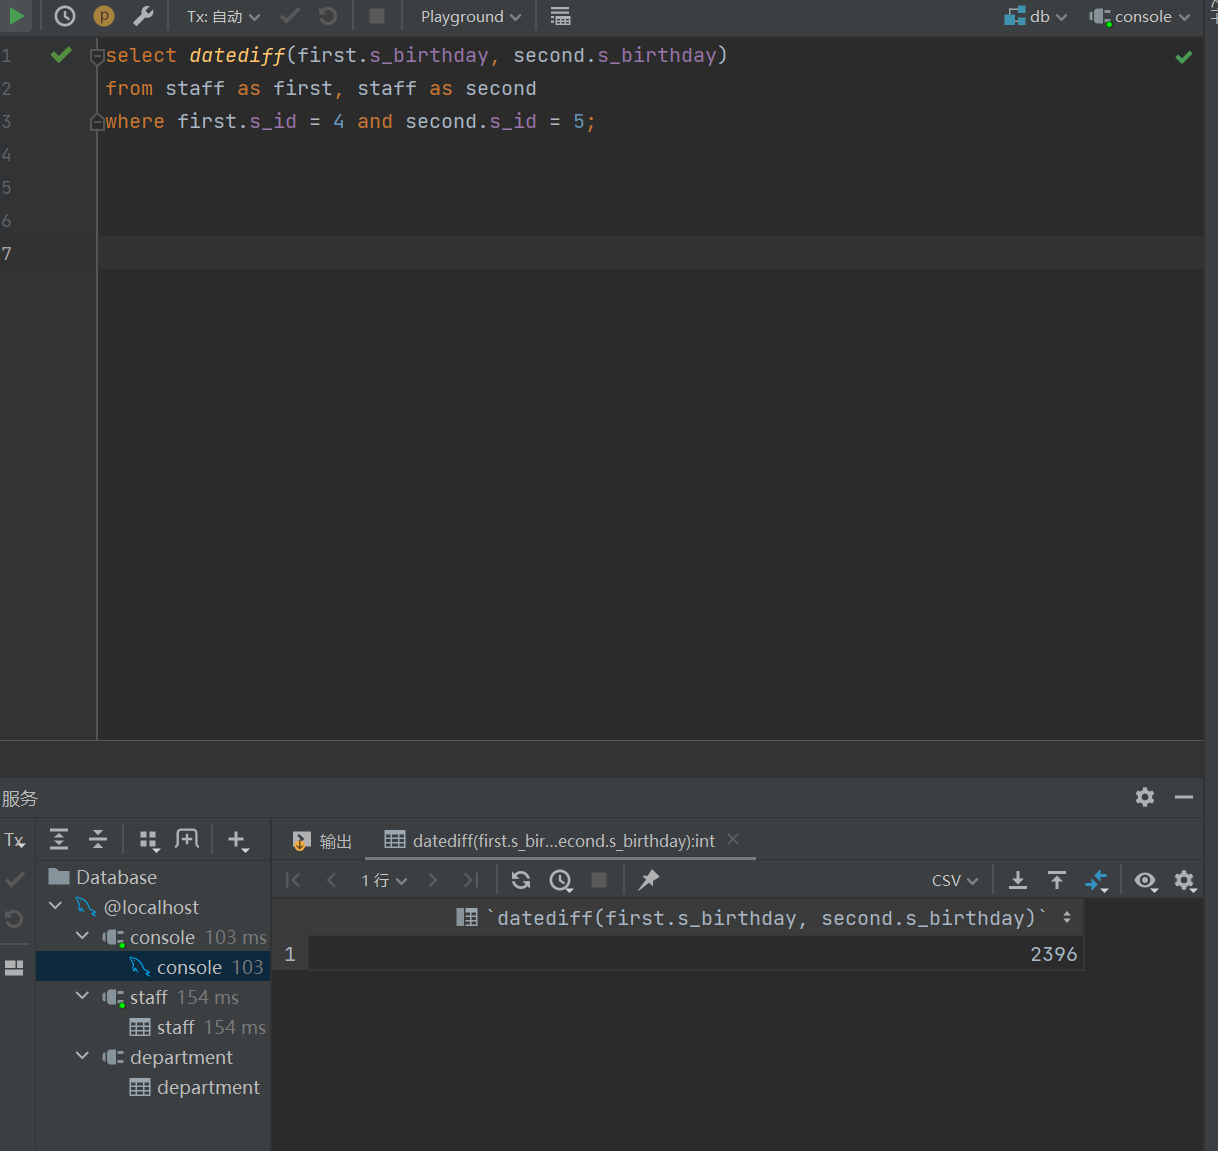 Tx: 自动 Playground db console
1 select datediff(first.s_birthday, second.s_birthday)
2 from staff as first, staff as second
3 where first.s_id = 4 and second.s_id = 5;
4
5
6
7
服务
Tx 输出 datediff(first.s_bir...econd.s_birthday):int
Database 1 行 CSV
@localhost `datediff(first.s_birthday, second.s_birthday)`
console 103 ms 1 2396
console 103
staff 154 ms
staff 154 ms
department
department